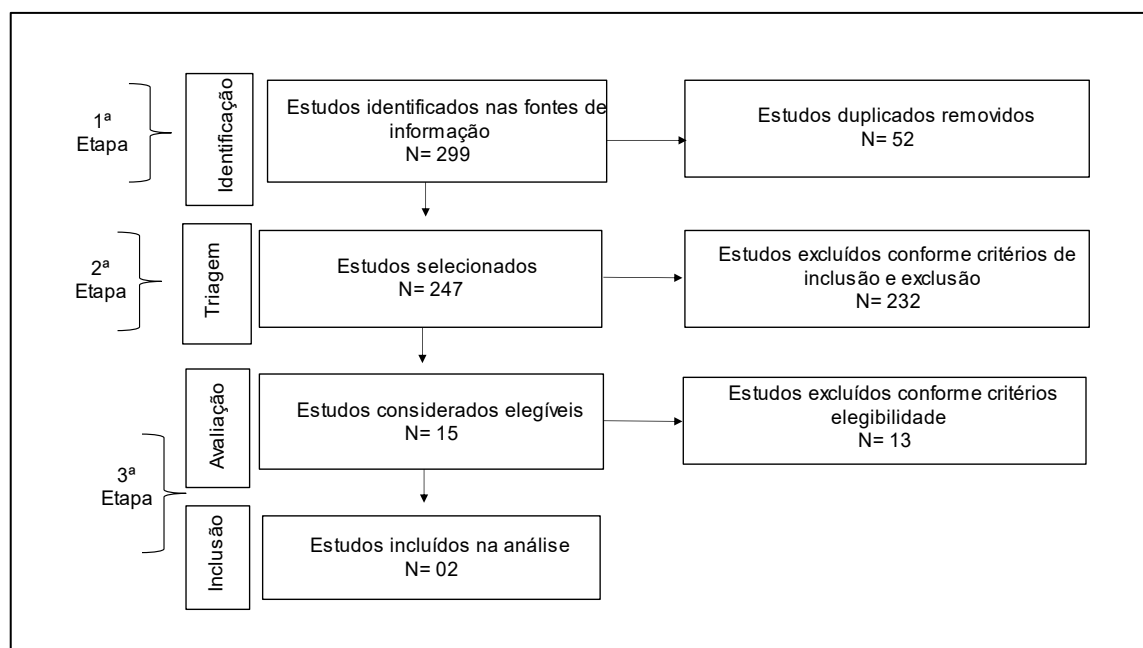 1ª
Etapa
Identificação
Estudos identificados nas fontes de
informação
N= 299
Estudos duplicados removidos
N= 52
2ª
Etapa
Triagem
Estudos selecionados
N= 247
Estudos excluídos conforme critérios de
inclusão e exclusão
N= 232
3ª
Etapa
Avaliação
Estudos considerados elegíveis
N= 15
Estudos excluídos conforme critérios
elegibilidade
N= 13
Inclusão
Estudos incluídos na análise
N= 02